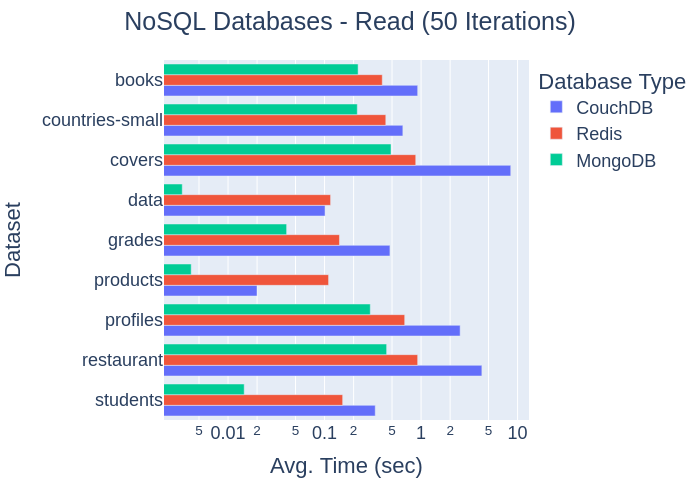 NoSQL Databases - Read (50 Iterations)
Database Type
CouchDB
Redis
MongoDB
Dataset
books
countries-small
covers
data
grades
products
profiles
restaurant
students
5 0.01 2 5 0.1 2 5 1 2 5 10
Avg. Time (sec)